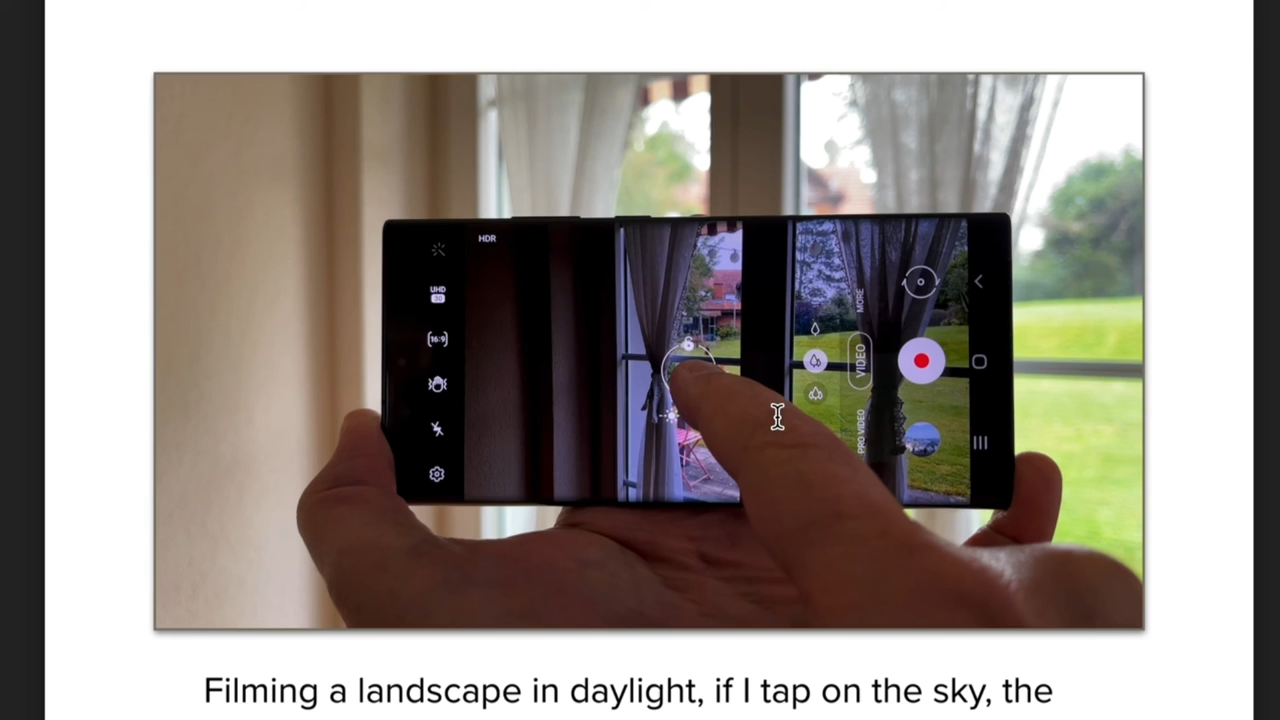 HDR
UHD
30
16:9
MORE
VIDEO
PRO VIDEO
Filming a landscape in daylight, if I tap on the sky, the